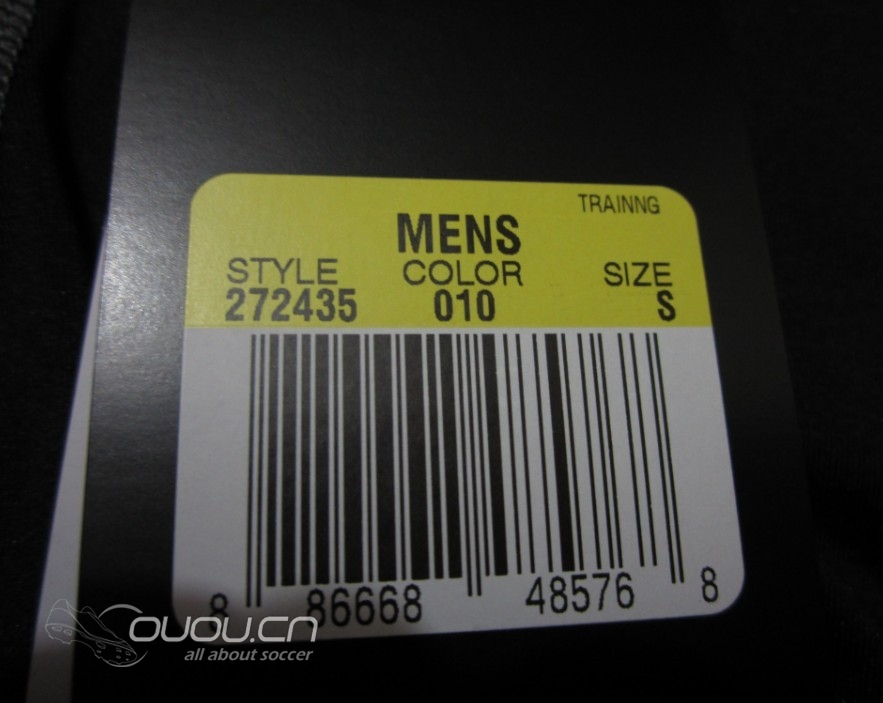 TRAINNG
MENS
STYLE COLOR SIZE
272435 010 S
8 86668 48576 8
OUOU.CN
all about soccer